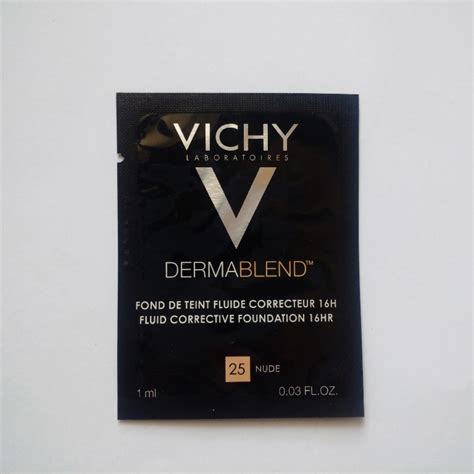 VICHY
LABORATOIRES
V
DERMABLEND™
FOND DE TEINT FLUIDE CORRECTEUR 16H
FLUID CORRECTIVE FOUNDATION 16HR
25 NUDE
1 ml 0.03 FL.OZ.